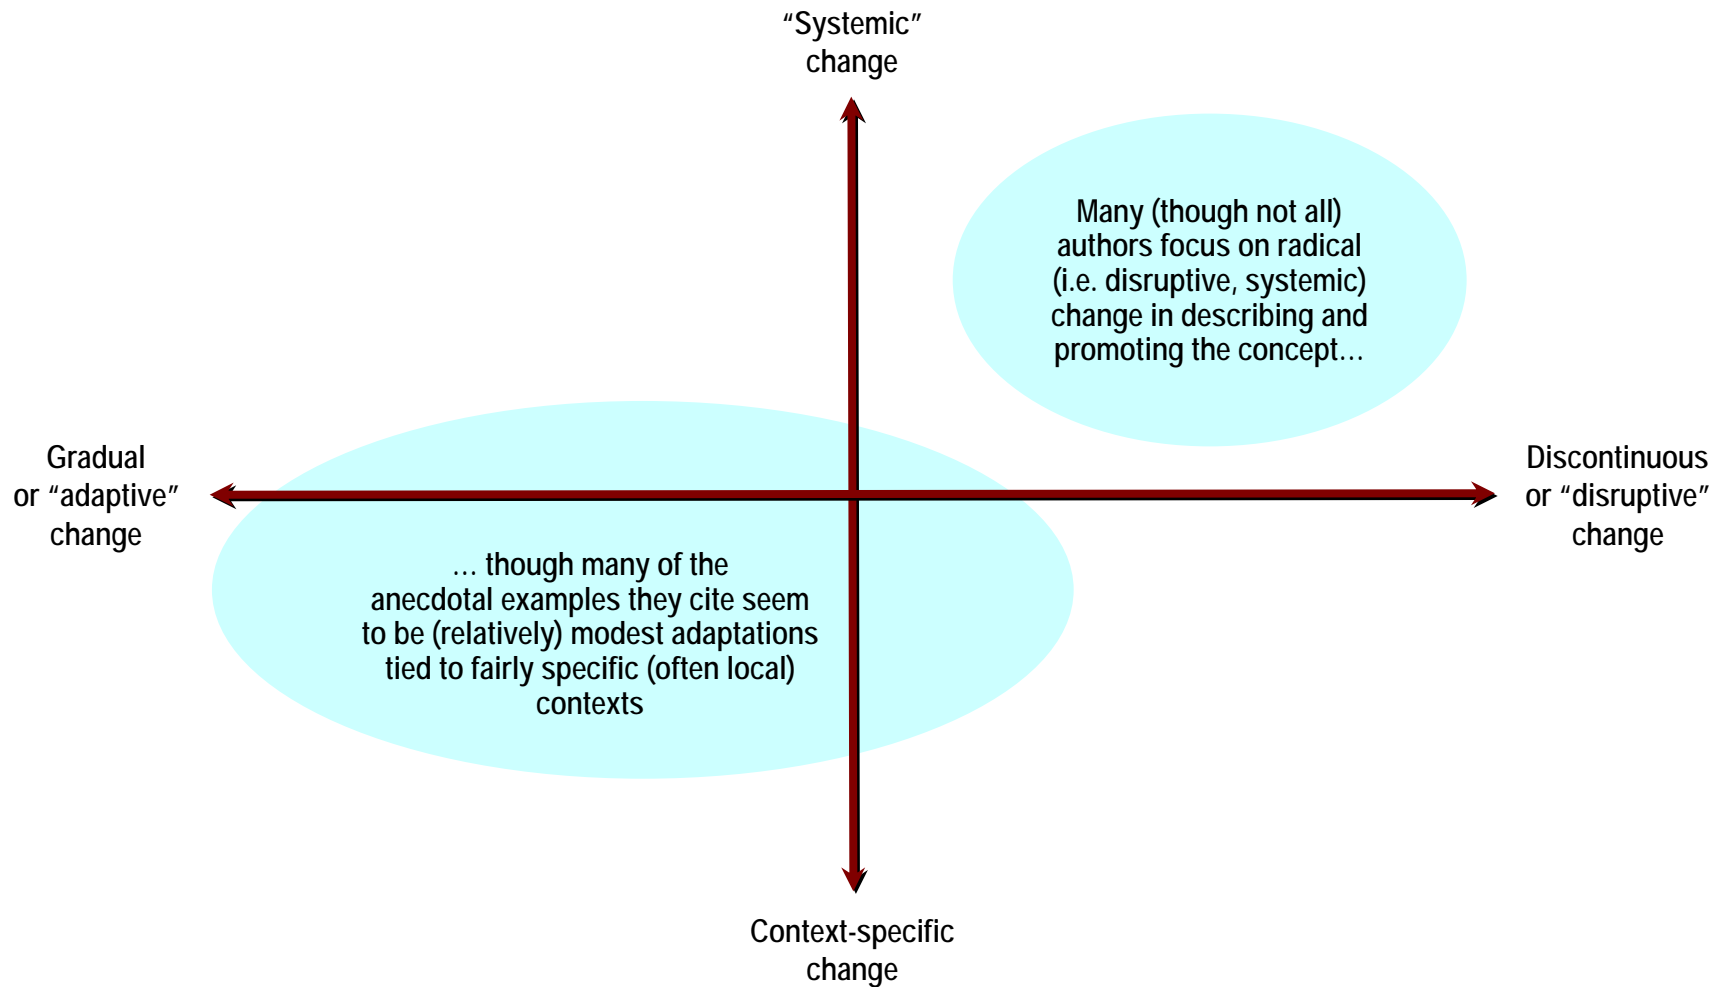 “Systemic”
change
Many (though not all)
authors focus on radical
(i.e. disruptive, systemic)
change in describing and
promoting the concept…
Gradual
or “adaptive”
change
Discontinuous
or “disruptive”
change
… though many of the
anecdotal examples they cite seem
to be (relatively) modest adaptations
tied to fairly specific (often local)
contexts
Context-specific
change